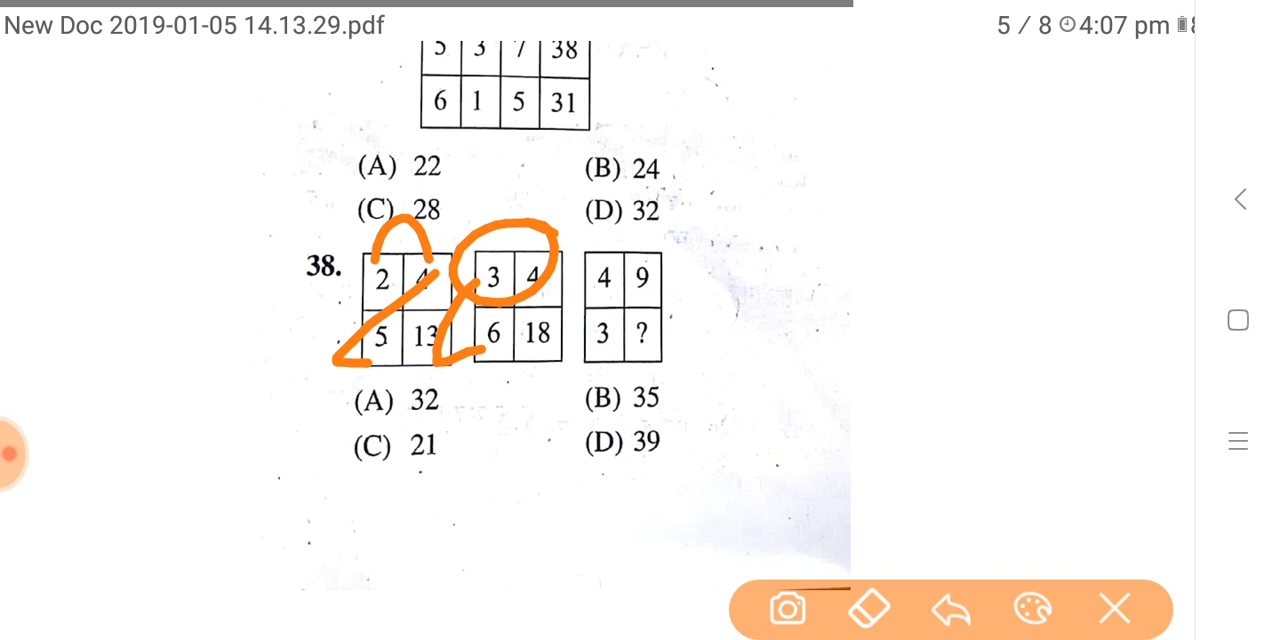 New Doc 2019-01-05 14.13.29.pdf 5 / 8 4:07 pm
5 3 7 38
6 1 5 31
(A) 22 (B) 24
(C) 28 (D) 32
38. 2 4 3 4 4 9
5 13 6 18 3 ?
(A) 32 (B) 35
(C) 21 (D) 39